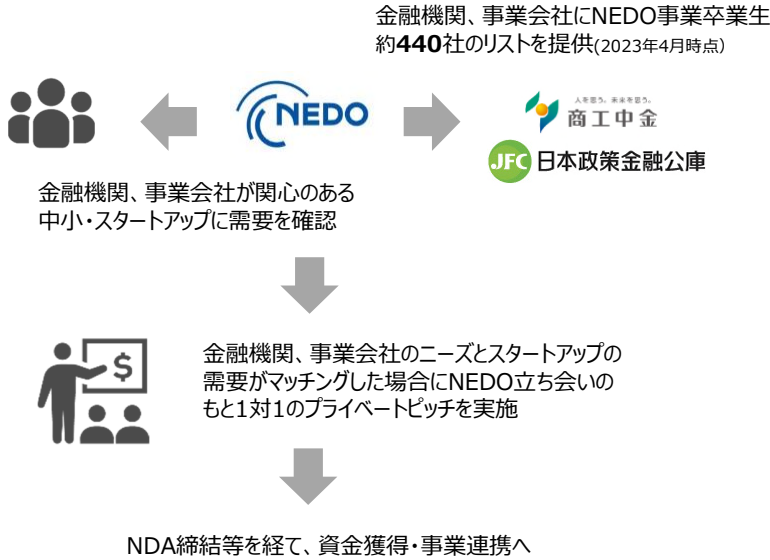 金融機関、事業会社にNEDO事業卒業生
約440社のリストを提供(2023年4月時点)
NEDO
人を思う。未来を思う。
商工中金
JFC 日本政策金融公庫
金融機関、事業会社が関心のある
中小・スタートアップに需要を確認
$
金融機関、事業会社のニーズとスタートアップの
需要がマッチングした場合にNEDO立ち会いの
もと1対1のプライベートピッチを実施
NDA締結等を経て、資金獲得・事業連携へ